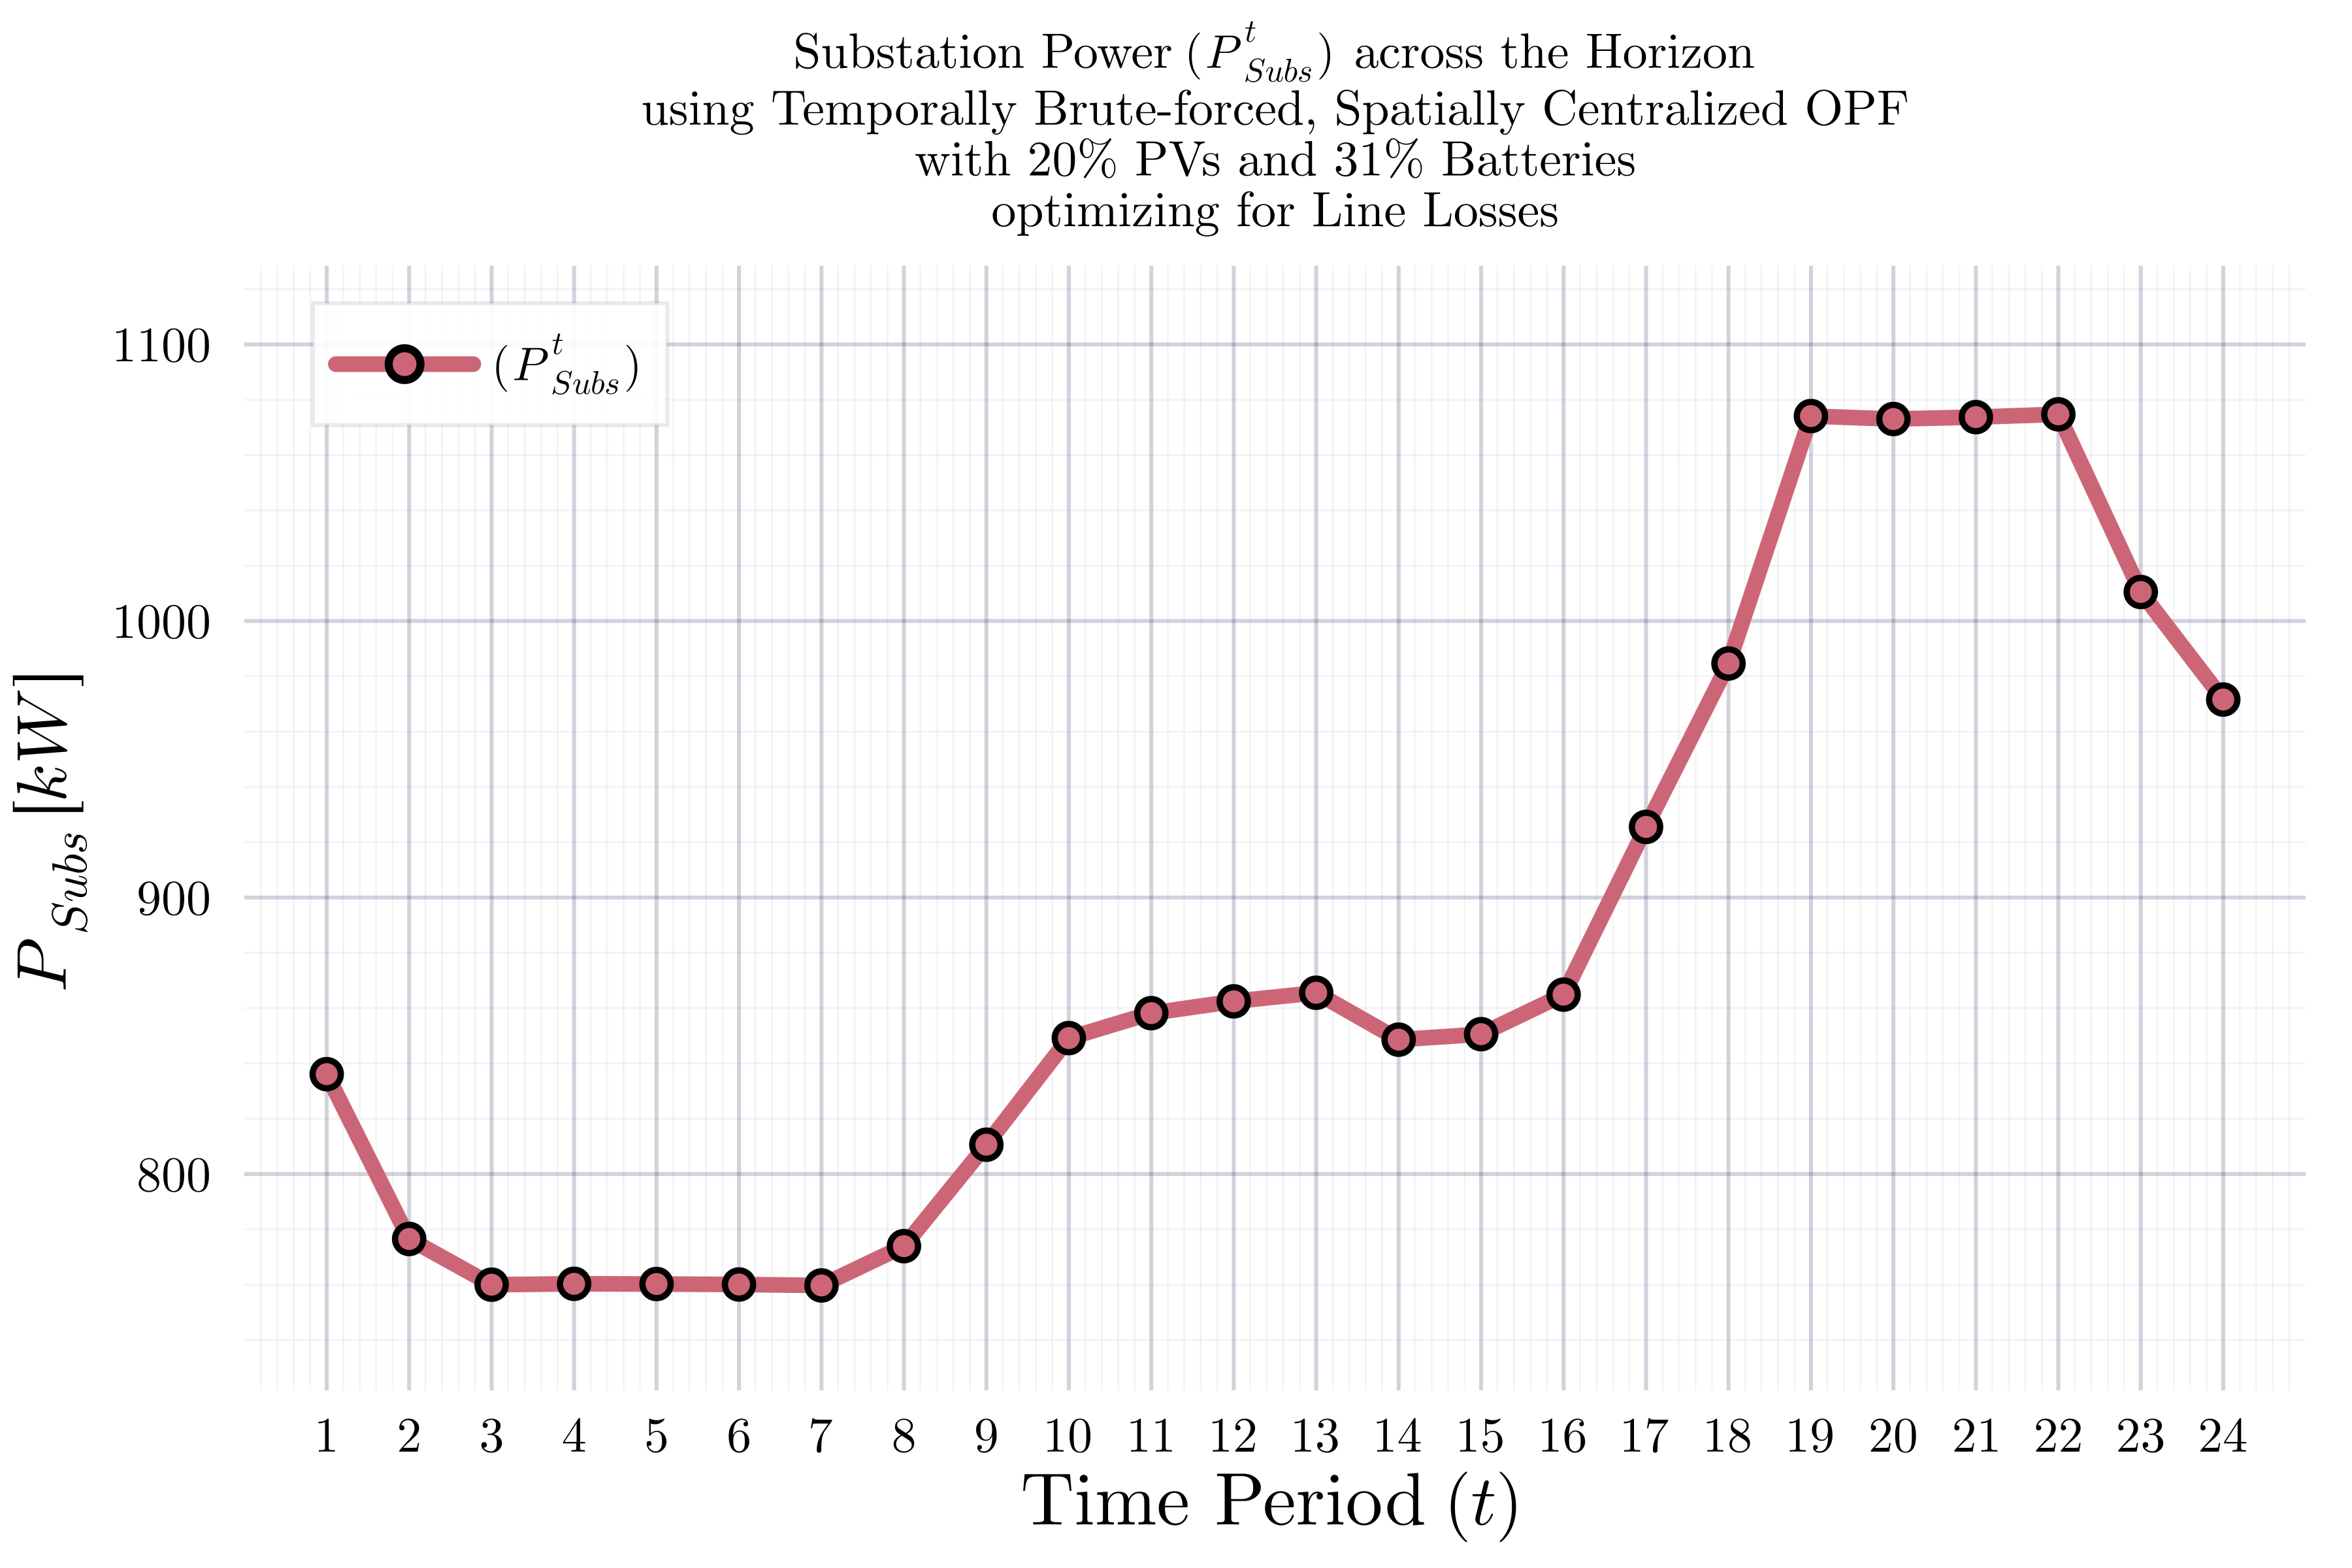 Substation Power (P^t_Subs) across the Horizon
using Temporally Brute-forced, Spatially Centralized OPF
with 20% PVs and 31% Batteries
optimizing for Line Losses
(P^t_Subs)
1100
1000
900
800
P_Subs [kW]
1 2 3 4 5 6 7 8 9 10 11 12 13 14 15 16 17 18 19 20 21 22 23 24
Time Period (t)